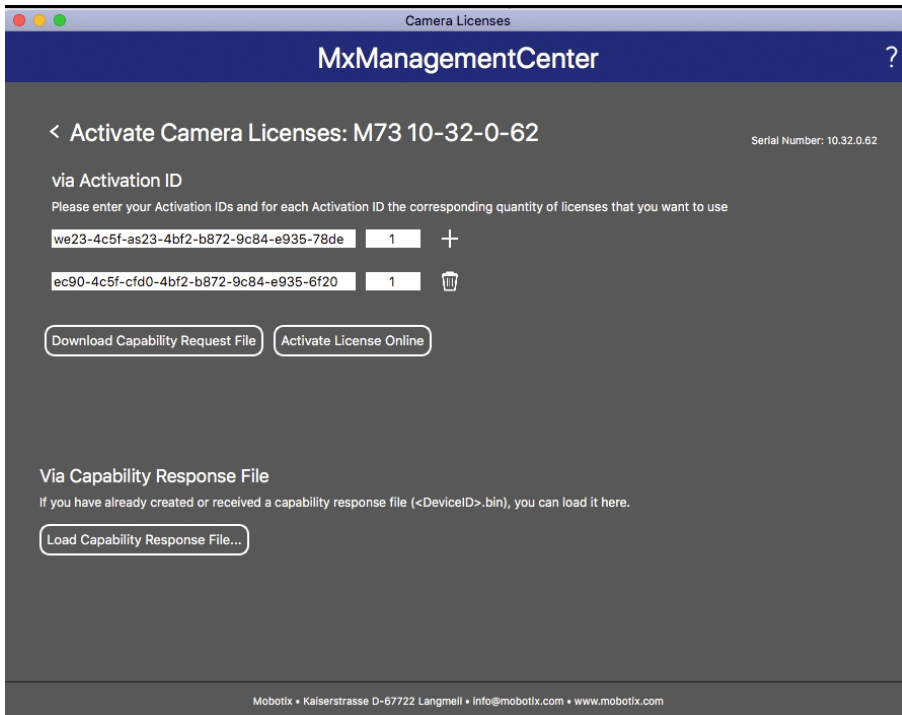 Camera Licenses
MxManagementCenter
?
< Activate Camera Licenses: M73 10-32-0-62
Serial Number: 10.32.0.62
via Activation ID
Please enter your Activation IDs and for each Activation ID the corresponding quantity of licenses that you want to use
we23-4c5f-as23-4bf2-b872-9c84-e935-78de 1
ec90-4c5f-cfd0-4bf2-b872-9c84-e935-6f20 1
Download Capability Request File Activate License Online
Via Capability Response File
If you have already created or received a capability response file (<DeviceID>.bin), you can load it here.
Load Capability Response File...
Mobotix • Kaiserstrasse D-67722 Langmeil • info@mobotix.com • www.mobotix.com